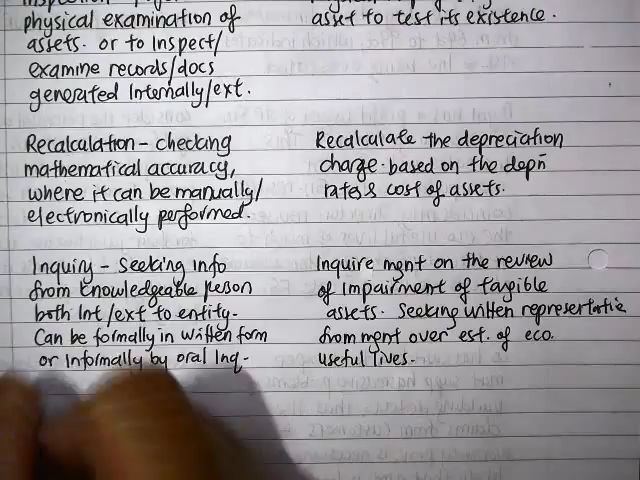 physical examination of
assets. or to Inspect/
examine records/docs
generated Internally/ext.
asset to test its existence.
Recalculation - checking
mathematical accuracy,
where it can be manually/
electronically performed.
Recalculate the depreciation
charge. based on the depn
rates & cost of assets.
Inquiry - Seeking info
from knowledgeable person
both Int/ext to entity.
Can be formally in written form
or informally by oral Inq-
Inquire mgnt on the review
of impairment of tangible
assets. Seeking written representatio
from mgnt over est. of eco.
useful lives.